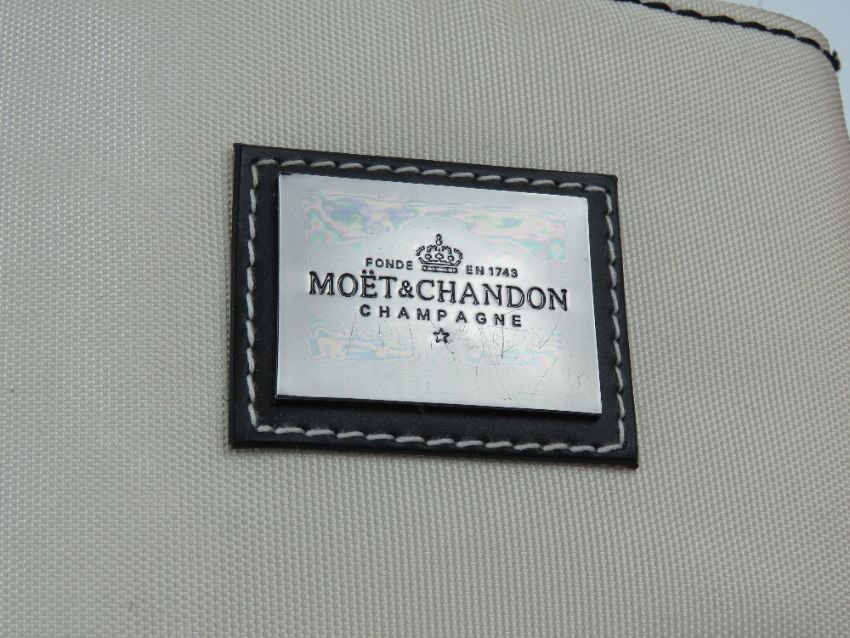 FONDE EN 1743
MOËT & CHANDON
CHAMPAGNE